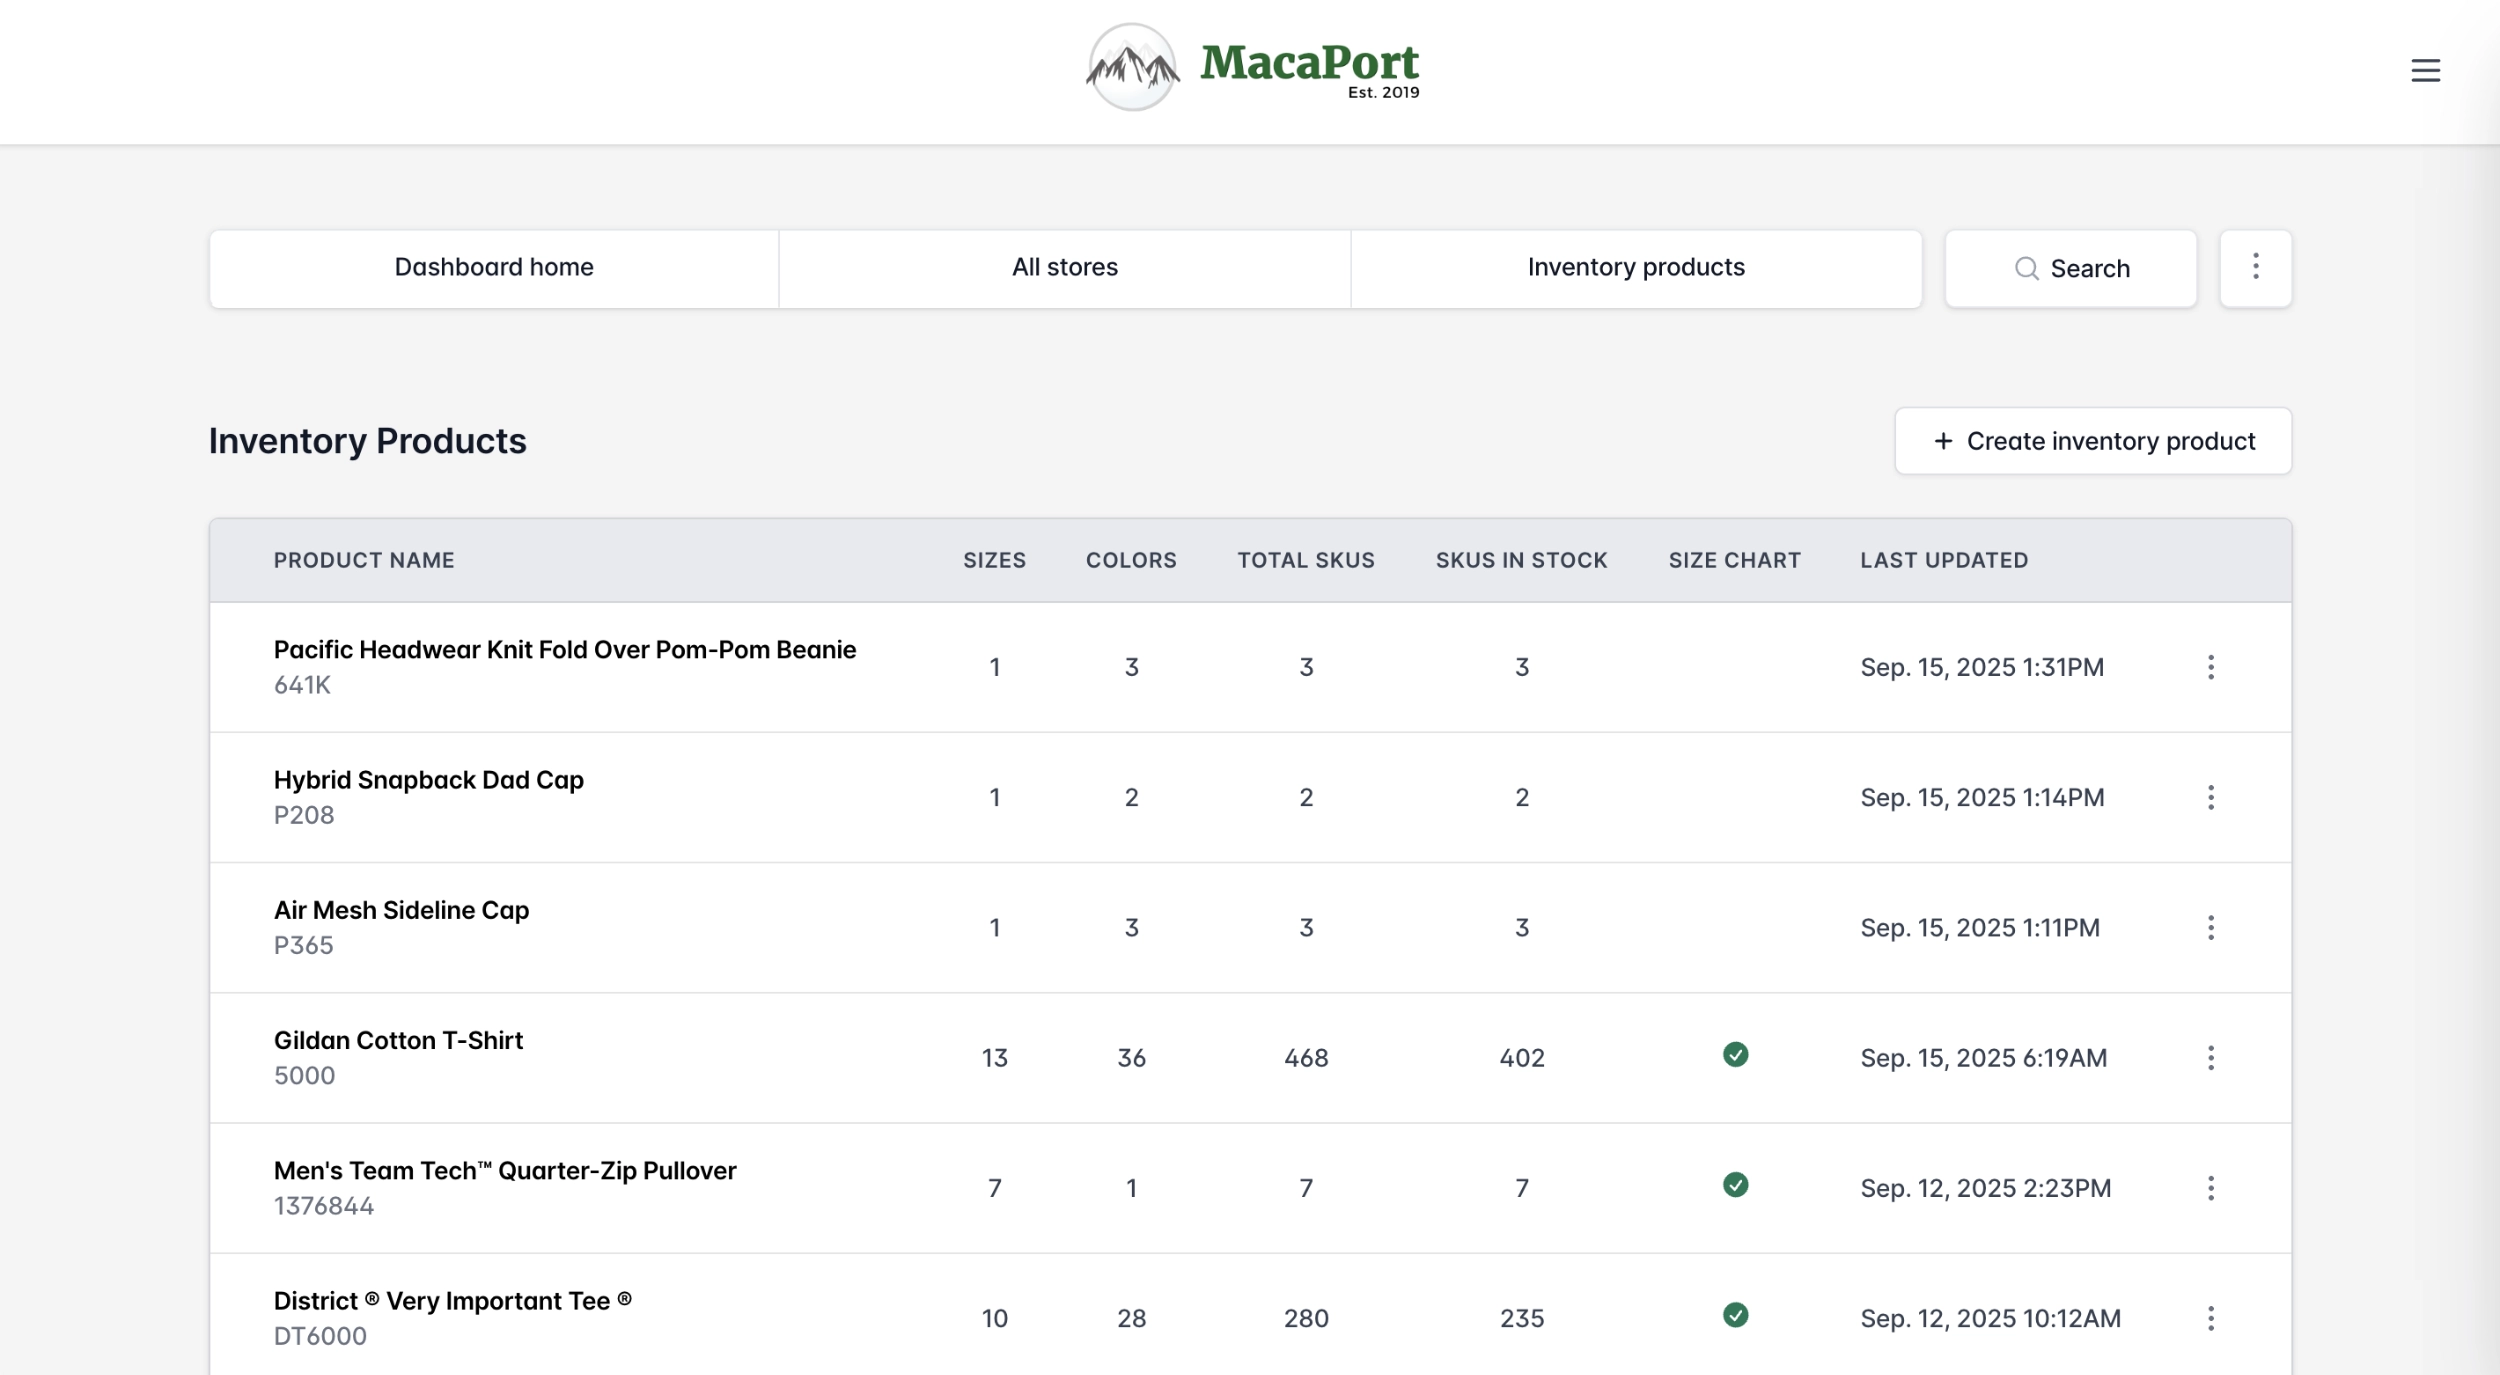 MacaPort
Est. 2019
Dashboard home
All stores
Inventory products
Search
Inventory Products
+ Create inventory product
PRODUCT NAME SIZES COLORS TOTAL SKUS SKUS IN STOCK SIZE CHART LAST UPDATED
Pacific Headwear Knit Fold Over Pom-Pom Beanie
641K
1 3 3 3 Sep. 15, 2025 1:31PM
Hybrid Snapback Dad Cap
P208
1 2 2 2 Sep. 15, 2025 1:14PM
Air Mesh Sideline Cap
P365
1 3 3 3 Sep. 15, 2025 1:11PM
Gildan Cotton T-Shirt
5000
13 36 468 402 Sep. 15, 2025 6:19AM
Men's Team Tech™ Quarter-Zip Pullover
1376844
7 1 7 7 Sep. 12, 2025 2:23PM
District ® Very Important Tee ®
DT6000
10 28 280 235 Sep. 12, 2025 10:12AM